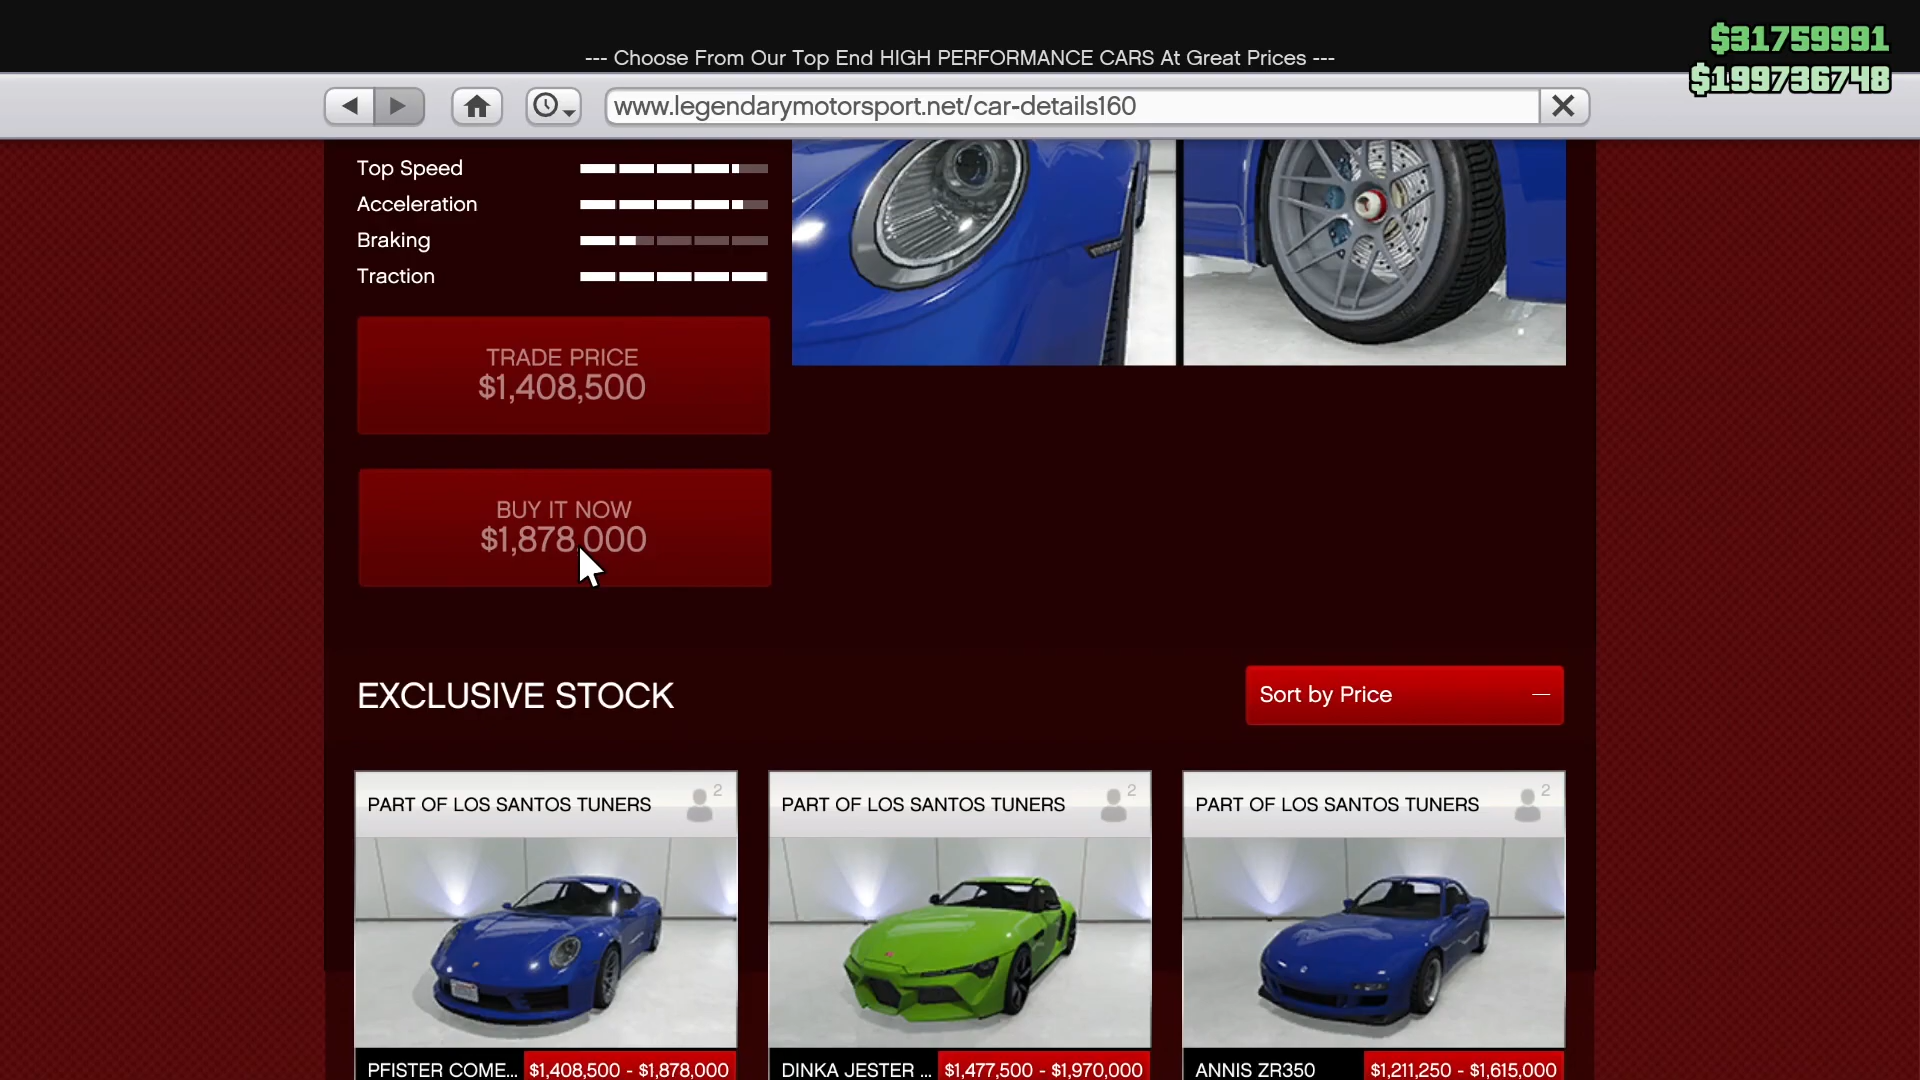 $31759991
--- Choose From Our Top End HIGH PERFORMANCE CARS At Great Prices ---
$199736748
www.legendarymotorsport.net/car-details160
Top Speed
Acceleration
Braking
Traction
TRADE PRICE
$1,408,500
BUY IT NOW
$1,878,000
EXCLUSIVE STOCK
Sort by Price
PART OF LOS SANTOS TUNERS 2
PART OF LOS SANTOS TUNERS 2
PART OF LOS SANTOS TUNERS 2
PFISTER COME... $1,408,500 - $1,878,000
DINKA JESTER ... $1,477,500 - $1,970,000
ANNIS ZR350 $1,211,250 - $1,615,000